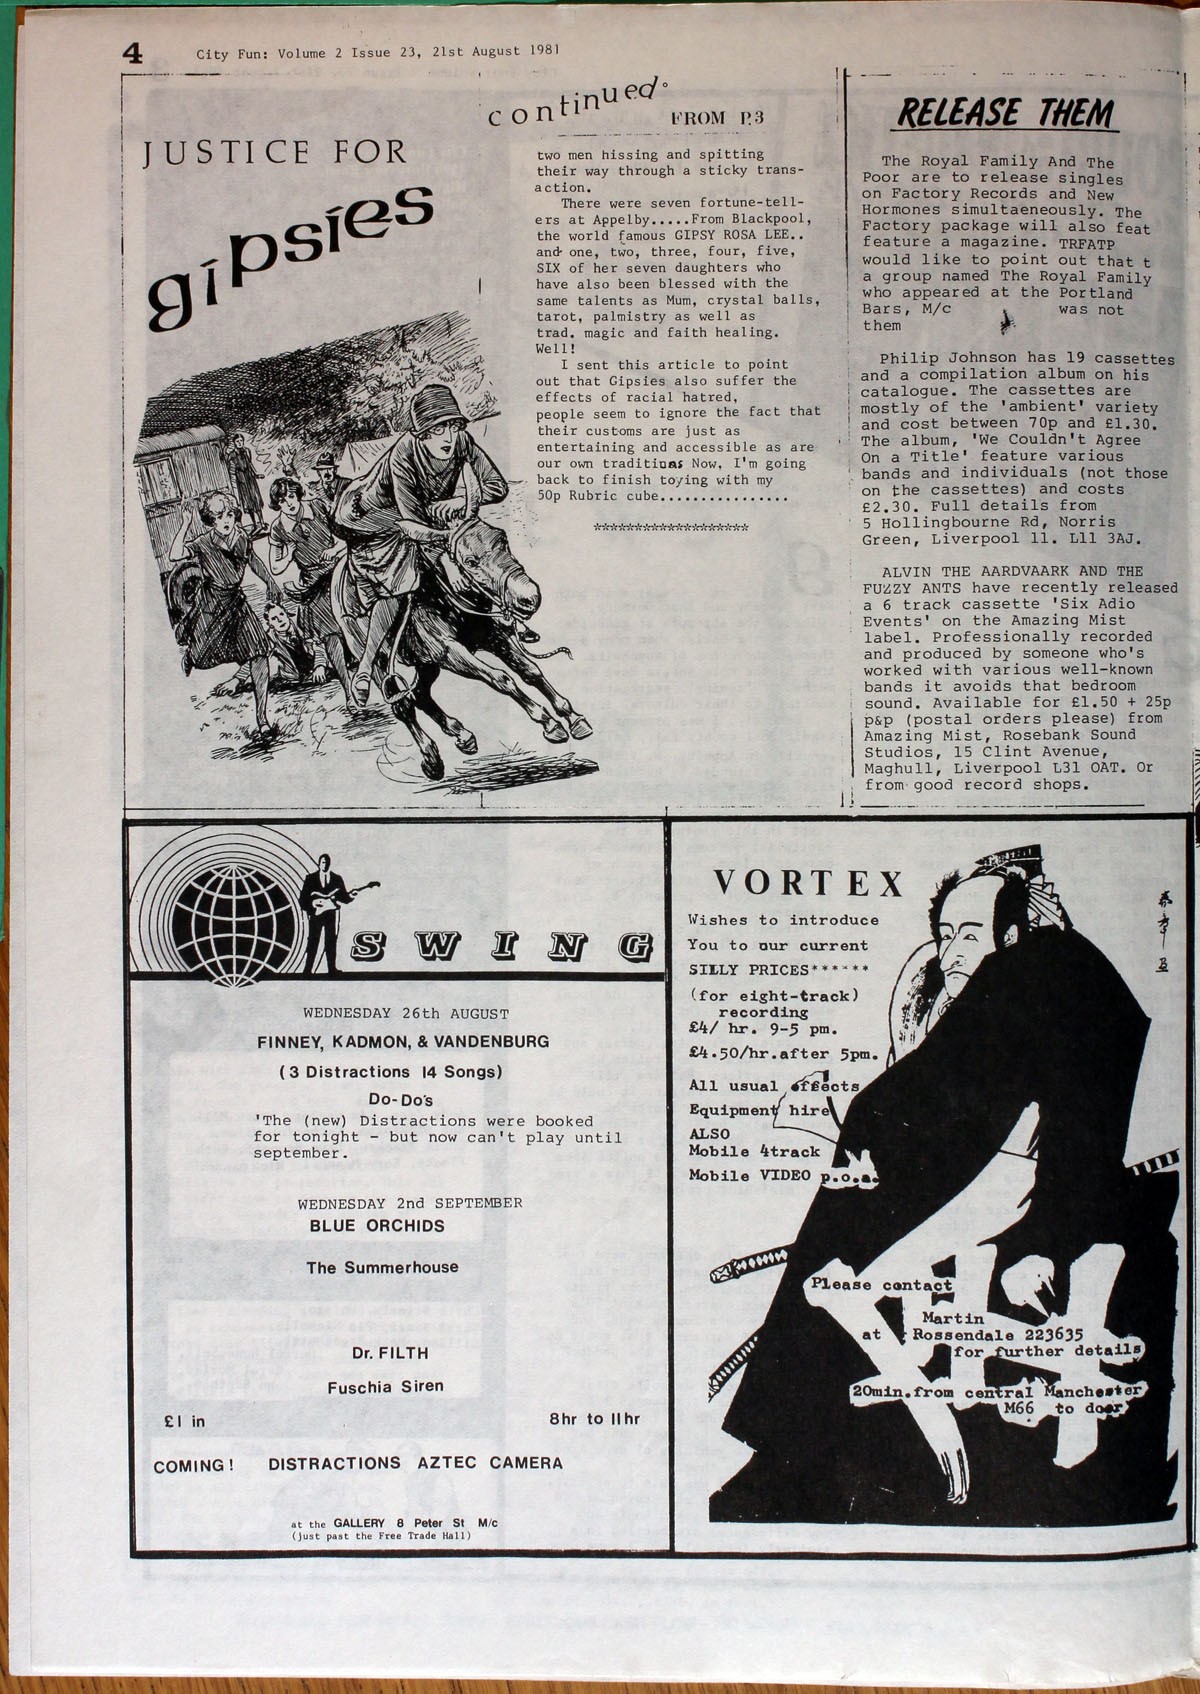 4
City Fun: Volume 2 Issue 23, 21st August 1981
JUSTICE FOR
gipsies
continued
FROM P.3
two men hissing and spitting
their way through a sticky trans-
action.
There were seven fortune-tell-
ers at Appelby.....From Blackpool,
the world famous GIPSY ROSA LEE..
and one, two, three, four, five,
SIX of her seven daughters who
have also been blessed with the
same talents as Mum, crystal balls,
tarot, palmistry as well as
trad. magic and faith healing.
Well!
I sent this article to point
out that Gipsies also suffer the
effects of racial hatred,
people seem to ignore the fact that
their customs are just as
entertaining and accessible as are
our own traditinas Now, I'm going
back to finish toying with my
50p Rubric cube................
*******************
RELEASE THEM
The Royal Family And The
Poor are to release singles
on Factory Records and New
Hormones simultaeneously. The
Factory package will also feat
feature a magazine. TRFATP
would like to point out that t
a group named The Royal Family
who appeared at the Portland
Bars, M/c was not
them
Philip Johnson has 19 cassettes
and a compilation album on his
catalogue. The cassettes are
mostly of the 'ambient' variety
and cost between 70p and £1.30.
The album, 'We Couldn't Agree
On a Title' feature various
bands and individuals (not those
on the cassettes) and costs
£2.30. Full details from
5 Hollingbourne Rd, Norris
Green, Liverpool 11. L11 3AJ.
ALVIN THE AARDVAARK AND THE
FUZZY ANTS have recently released
a 6 track cassette 'Six Adio
Events' on the Amazing Mist
label. Professionally recorded
and produced by someone who's
worked with various well-known
bands it avoids that bedroom
sound. Available for £1.50 + 25p
p&p (postal orders please) from
Amazing Mist, Rosebank Sound
Studios, 15 Clint Avenue,
Maghull, Liverpool L31 OAT. Or
from good record shops.
SWING
WEDNESDAY 26th AUGUST
FINNEY, KADMON, & VANDENBURG
(3 Distractions 14 Songs)
Do-Do's
'The (new) Distractions were booked
for tonight - but now can't play until
september.
WEDNESDAY 2nd SEPTEMBER
BLUE ORCHIDS
The Summerhouse
Dr. FILTH
Fuschia Siren
£1 in 8hr to 11hr
COMING! DISTRACTIONS AZTEC CAMERA
at the GALLERY 8 Peter St M/c
(just past the Free Trade Hall)
VORTEX
Wishes to introduce
You to our current
SILLY PRICES******
(for eight-track)
recording
£4/ hr. 9-5 pm.
£4.50/hr.after 5pm.
All usual effects
Equipment hire
ALSO
Mobile 4track
Mobile VIDEO p.o.a.
Please contact
Martin
at Rossendale 223635
for further details
20min.from central Manchester
M66 to door